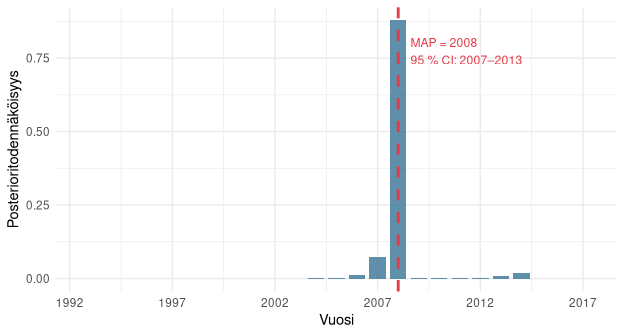 Posterioritodennäköisyys
0.75
0.50
0.25
0.00
MAP = 2008
95 % CI: 2007–2013
1992 1997 2002 2007 2012 2017
Vuosi